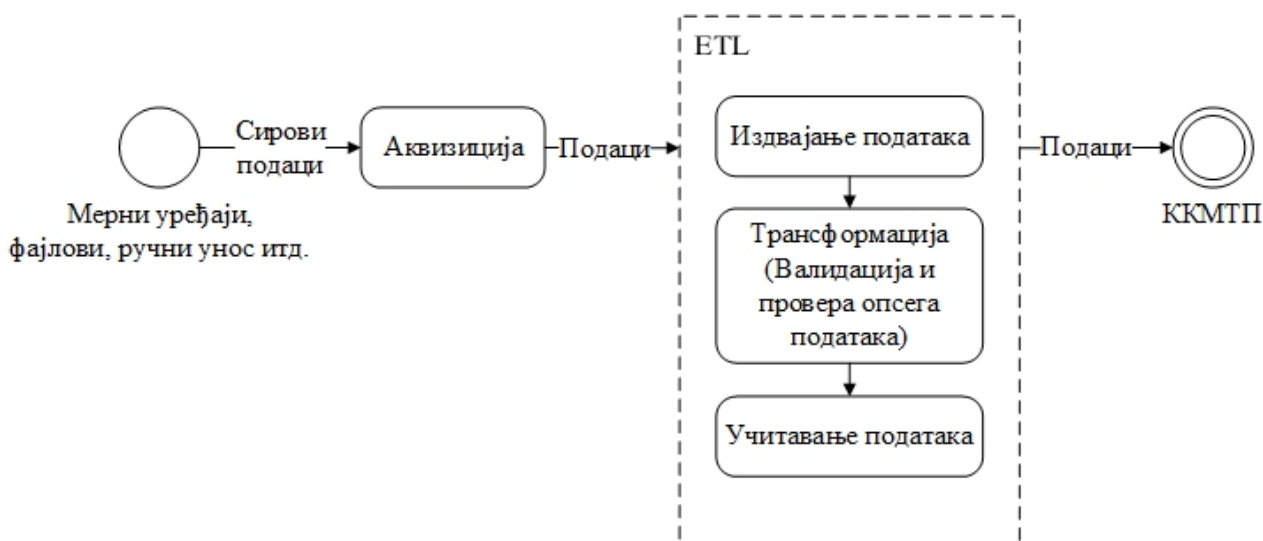 ETL
Сирови
подаци
Аквизиција
Подаци
Издвајање података
Подаци
Мерни уређаји,
фајлови, ручни унос итд.
Трансформација
(Валидација и
провера опсега
података)
Учитавање података
ККМТП